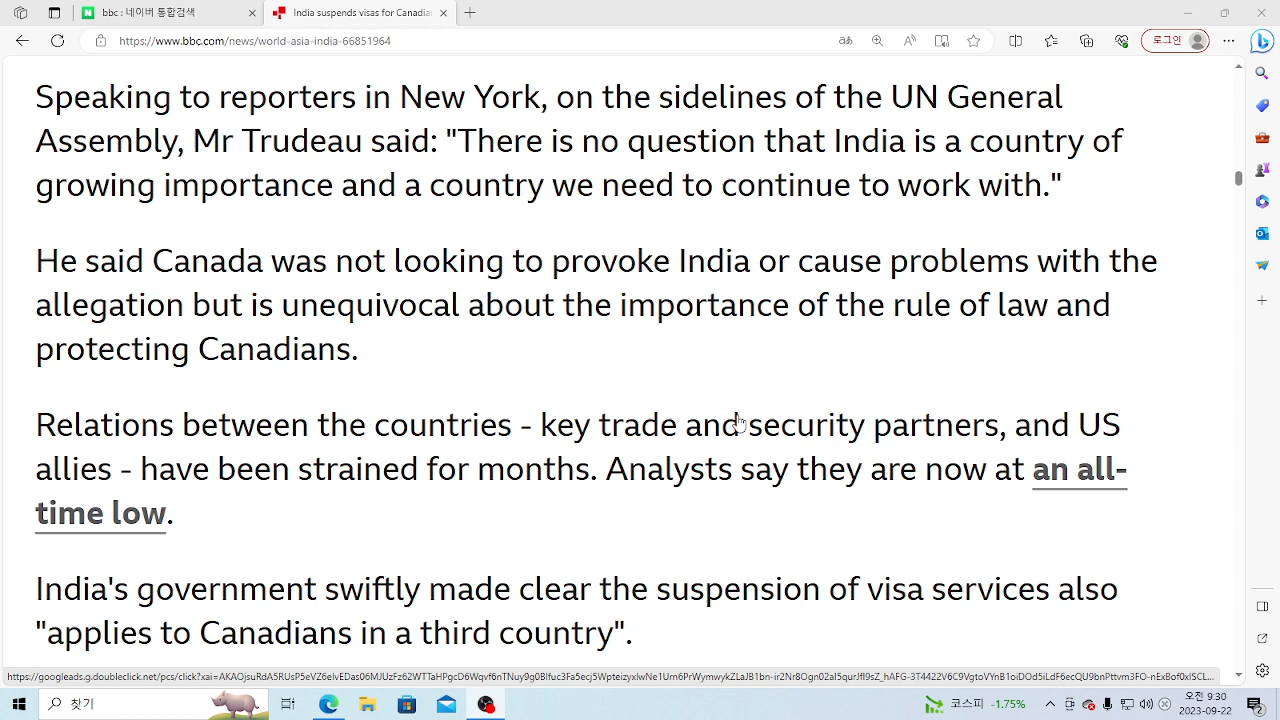 bbc : 네이버 통합검색
India suspends visas for Canadia
https://www.bbc.com/news/world-asia-india-66851964
로그인
Speaking to reporters in New York, on the sidelines of the UN General
Assembly, Mr Trudeau said: "There is no question that India is a country of
growing importance and a country we need to continue to work with."
He said Canada was not looking to provoke India or cause problems with the
allegation but is unequivocal about the importance of the rule of law and
protecting Canadians.
Relations between the countries - key trade and security partners, and US
allies - have been strained for months. Analysts say they are now at an all-
time low.
India's government swiftly made clear the suspension of visa services also
"applies to Canadians in a third country".
찾기
코스피 -1.75%
오전 9:30
2023-09-22